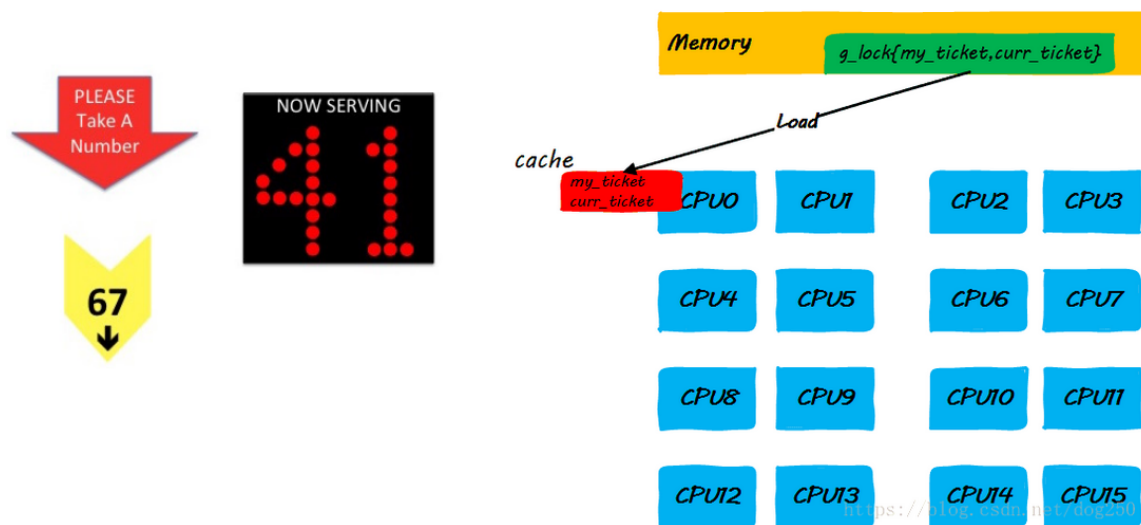 PLEASE
Take A
Number
67
NOW SERVING
41
Memory
g_lock{my_ticket,curr_ticket}
Load
cache
my_ticket
curr_ticket
CPU0 CPU1 CPU2 CPU3
CPU4 CPU5 CPU6 CPU7
CPU8 CPU9 CPU10 CPU11
CPU12 CPU13 CPU14 CPU15
https://blog.csdn.net/dog250